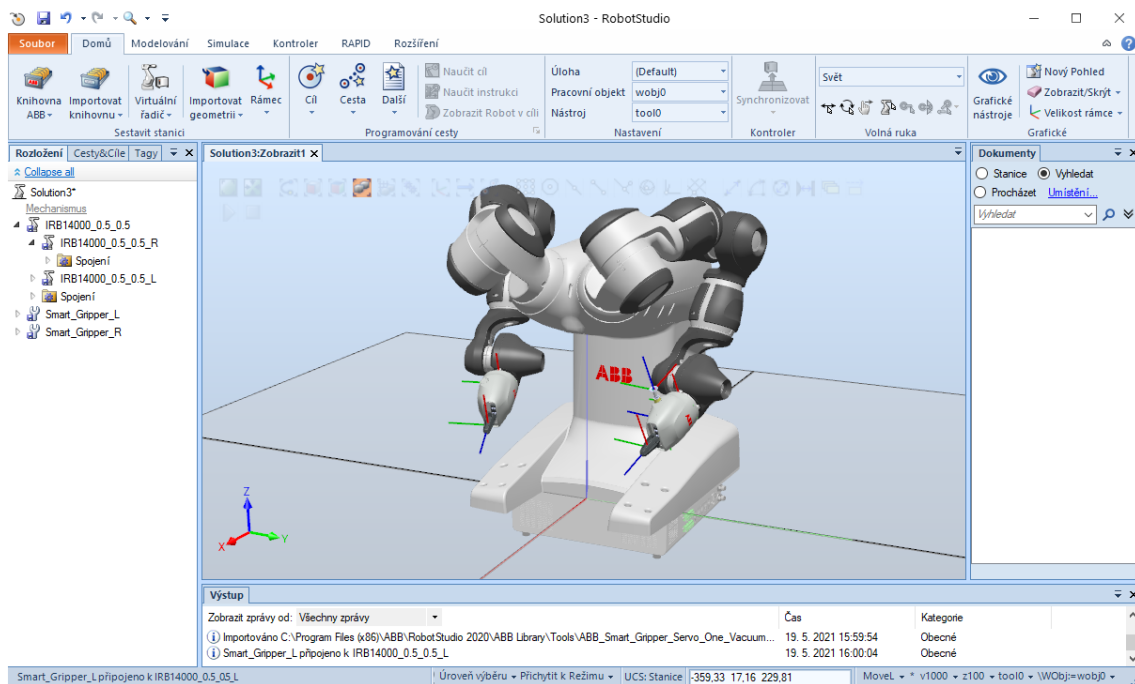 Solution3 - RobotStudio
Soubor Domů Modelování Simulace Kontroler RAPID Rozšíření
Knihovna ABB
Importovat knihovnu
Virtuální řadič
Importovat geometrii
Rámec
Sestavit stanici
Cíl
Cesta
Další
Naučit cíl
Naučit instrukci
Zobrazit Robot v cíli
Programování cesty
Úloha (Default)
Pracovní objekt wobj0
Nástroj tool0
Nastavení
Synchronizovat
Kontroler
Svět
Volná ruka
Grafické nástroje
Nový Pohled
Zobrazit/Skrýt
Velikost rámce
Grafické
Rozložení Cesty&Cíle Tagy
Collapse all
Solution3*
Mechanismus
IRB14000_0.5_0.5
IRB14000_0.5_0.5_R
Spojení
IRB14000_0.5_0.5_L
Spojení
Smart_Gripper_L
Smart_Gripper_R
Solution3:Zobrazit1
ABB
Z
X
Y
Dokumenty
Stanice Vyhledat
Procházet Umístění...
Vyhledat
Výstup
Zobrazit zprávy od: Všechny zprávy Čas Kategorie
Importováno C:\Program Files (x86)\ABB\RobotStudio 2020\ABB Library\Tools\ABB_Smart_Gripper_Servo_One_Vacuum... 19. 5. 2021 15:59:54 Obecné
Smart_Gripper_L připojeno k IRB14000_0.5_0.5_L 19. 5. 2021 16:00:04 Obecné
Smart_Gripper_L připojeno k IRB14000_0.5_0.5_L Úroveň výběru Přichytit k Režimu UCS: Stanice -359,33 17,16 229,81 MoveL * v1000 z100 tool0 \WObj:=wobj0